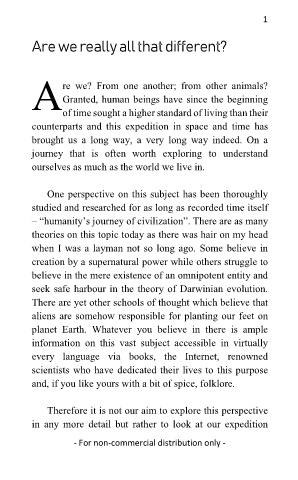 1
Are we really all that different?
Are we? From one another; from other animals?
Granted, human beings have since the beginning
of time sought a higher standard of living than their
counterparts and this expedition in space and time has
brought us a long way, a very long way indeed. On a
journey that is often worth exploring to understand
ourselves as much as the world we live in.
One perspective on this subject has been thoroughly
studied and researched for as long as recorded time itself
– “humanity’s journey of civilization”. There are as many
theories on this topic today as there was hair on my head
when I was a layman not so long ago. Some believe in
creation by a supernatural power while others struggle to
believe in the mere existence of an omnipotent entity and
seek safe harbour in the theory of Darwinian evolution.
There are yet other schools of thought which believe that
aliens are somehow responsible for planting our feet on
planet Earth. Whatever you believe in there is ample
information on this vast subject accessible in virtually
every language via books, the Internet, renowned
scientists who have dedicated their lives to this purpose
and, if you like yours with a bit of spice, folklore.
Therefore it is not our aim to explore this perspective
in any more detail but rather to look at our expedition
- For non-commercial distribution only -